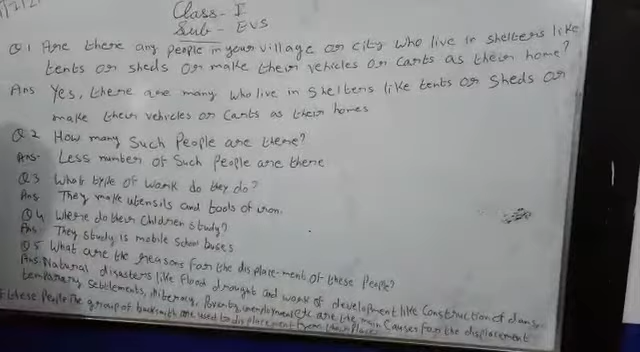 Class- I
Sub - EVS
Q1 Are there any people in your village or city who live in shelters like
tents or sheds or make their vehicles or carts as their home?
Ans Yes, there are many who live in shelters like tents or sheds or
make their vehicles or carts as their homes
Q2 How many such People are there?
Ans- Less number of such People are there
Q3 What type of work do they do?
Ans. They make utensils and tools of iron.
Q4 Where do their children study?
Ans. They study is mobile school buses
Q5 What are the reasons for the displace-ment of these People?
Ans: Natural disasters like flood drought and work of development like Construction of dams
temporary settlements, illiteracy, Poverty, unemployment etc are the main Causes for the displacement
of these People The group of are used to displacement from their Place